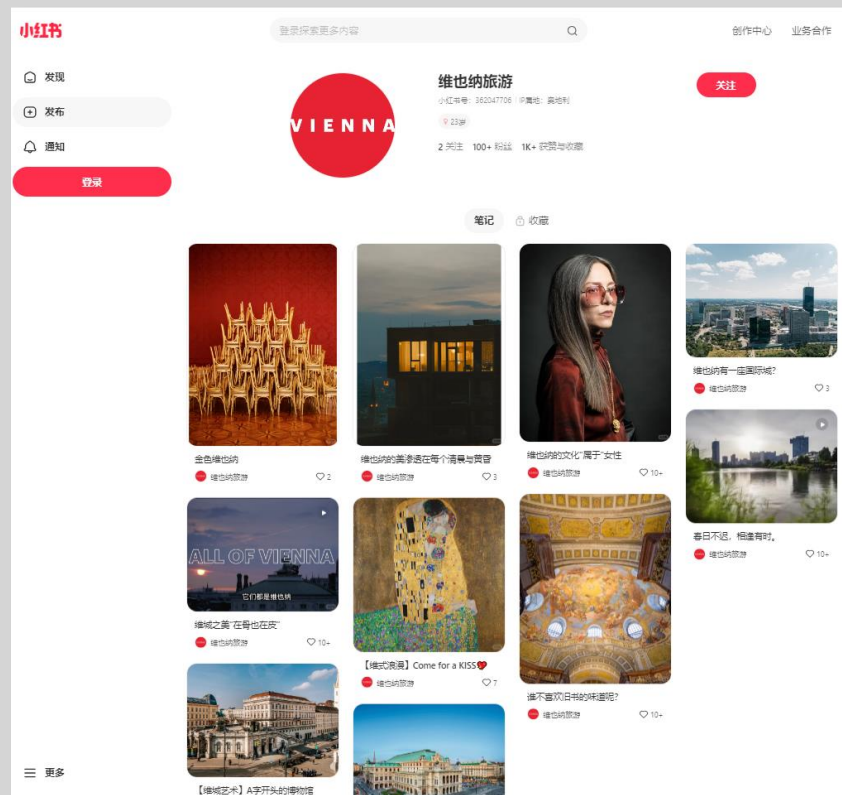 小红书
登录探索更多内容
创作中心 业务合作
发现
发布
通知
登录
VIENNA
维也纳旅游
小红书号：362047706 IP属地：奥地利
23岁
2 关注 100+ 粉丝 1K+ 获赞与收藏
关注
笔记 收藏
金色维也纳
维也纳旅游 2
维也纳的美渗透在每个清晨与黄昏
维也纳旅游 3
维也纳的文化"属于"女性
维也纳旅游 10+
维也纳有一座国际城?
维也纳旅游 3
春日不迟，相逢有时。
维也纳旅游 10+
ALL OF VIENNA
它们都是维也纳
维城之美"在骨也在皮"
维也纳旅游 10+
【维式浪漫】Come for a KISS💋
维也纳旅游 7
谁不喜欢旧书的味道呢?
维也纳旅游 10+
【维城艺术】A字开头的博物馆
更多